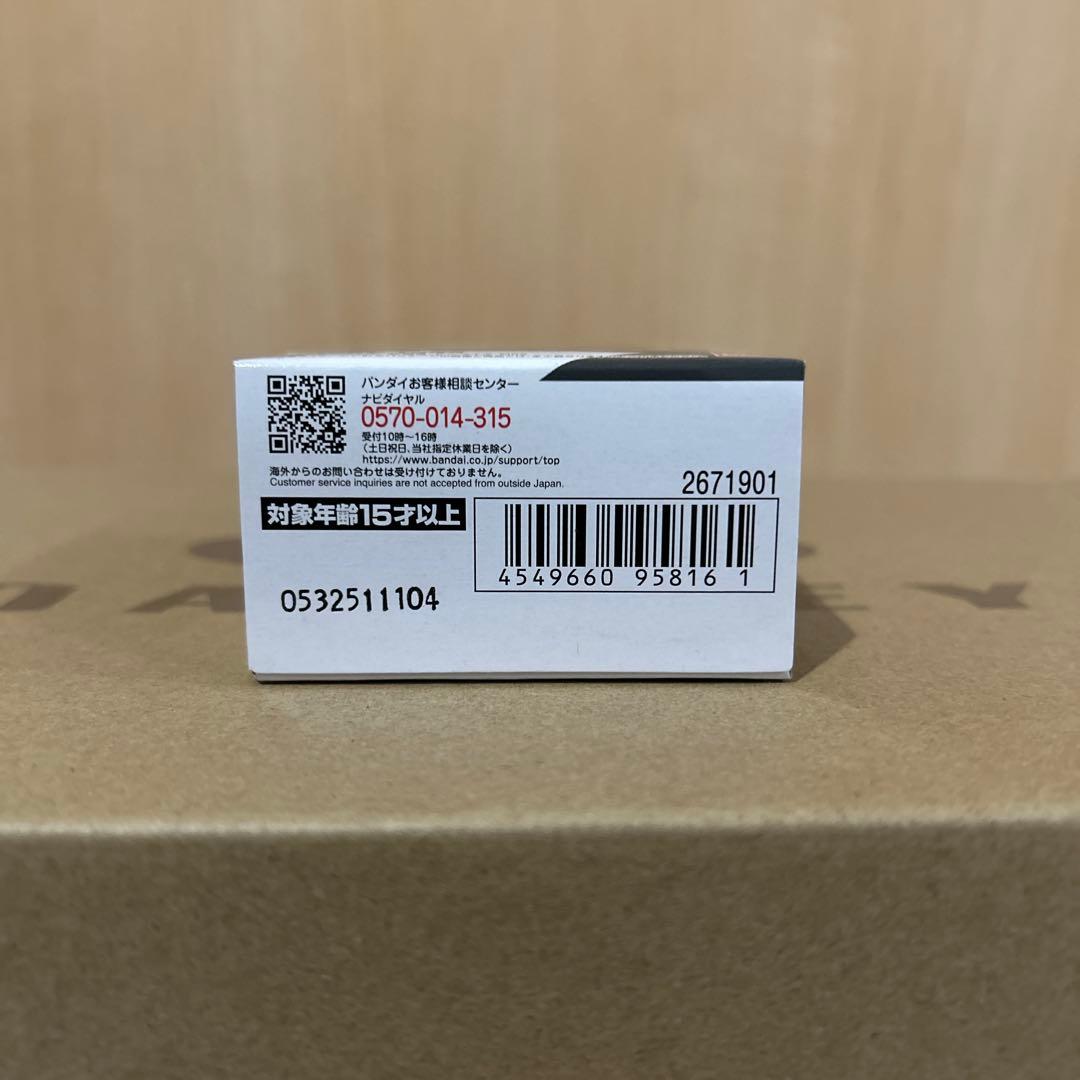 バンダイお客様相談センター
ナビダイヤル
0570-014-315
受付10時〜16時
(土日祝日、当社指定休業日を除く)
https://www.bandai.co.jp/support/top
海外からのお問い合わせは受け付けておりません。
Customer service inquiries are not accepted from outside Japan.
2671901
対象年齢15才以上
4549660 95816 1
0532511104